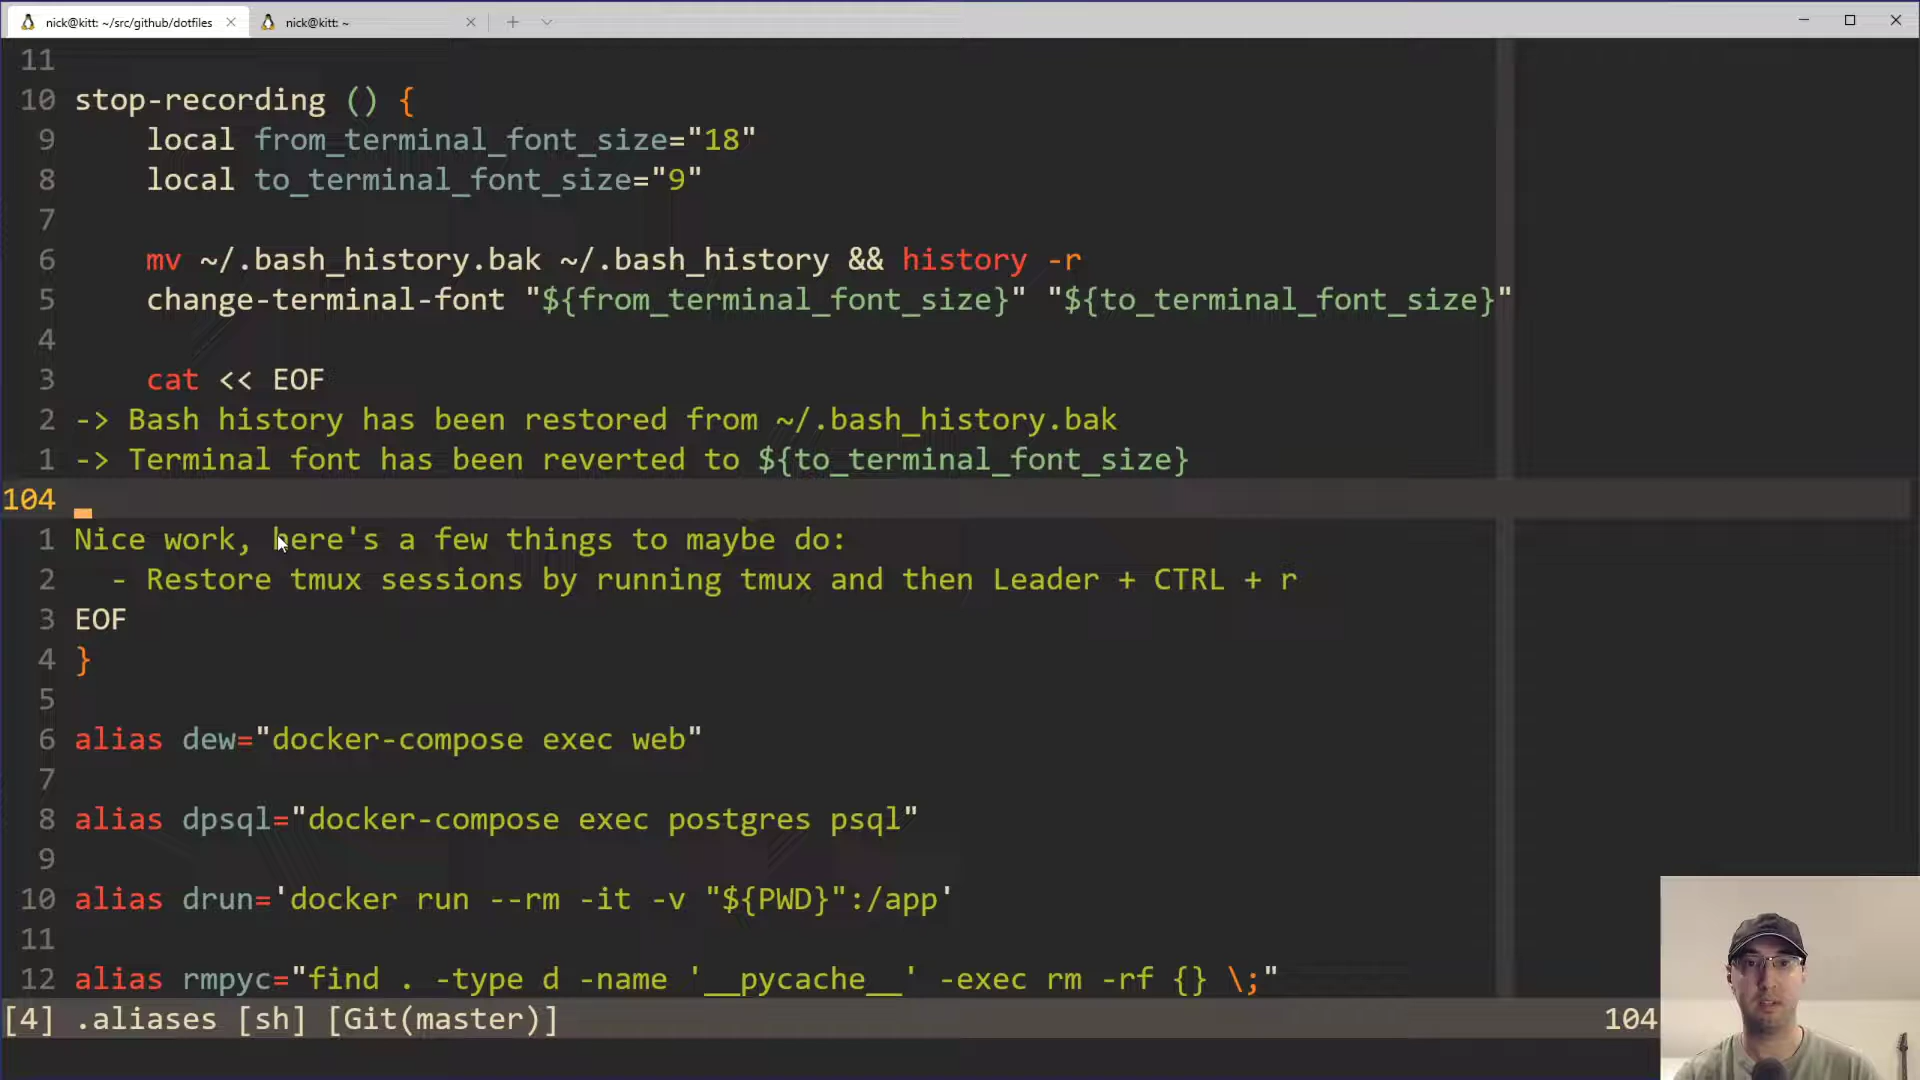 nick@kitt: ~/src/github/dotfiles
nick@kitt: ~
11
10 stop-recording () {
9     local from_terminal_font_size="18"
8     local to_terminal_font_size="9"
7
6     mv ~/.bash_history.bak ~/.bash_history && history -r
5     change-terminal-font "${from_terminal_font_size}" "${to_terminal_font_size}"
4
3     cat << EOF
2 -> Bash history has been restored from ~/.bash_history.bak
1 -> Terminal font has been reverted to ${to_terminal_font_size}
104
1 Nice work, here's a few things to maybe do:
2   - Restore tmux sessions by running tmux and then Leader + CTRL + r
3 EOF
4 }
5
6 alias dew="docker-compose exec web"
7
8 alias dpsql="docker-compose exec postgres psql"
9
10 alias drun='docker run --rm -it -v "${PWD}":/app'
11
12 alias rmpyc="find . -type d -name '__pycache__' -exec rm -rf {} \;"
[4] .aliases [sh] [Git(master)]
104